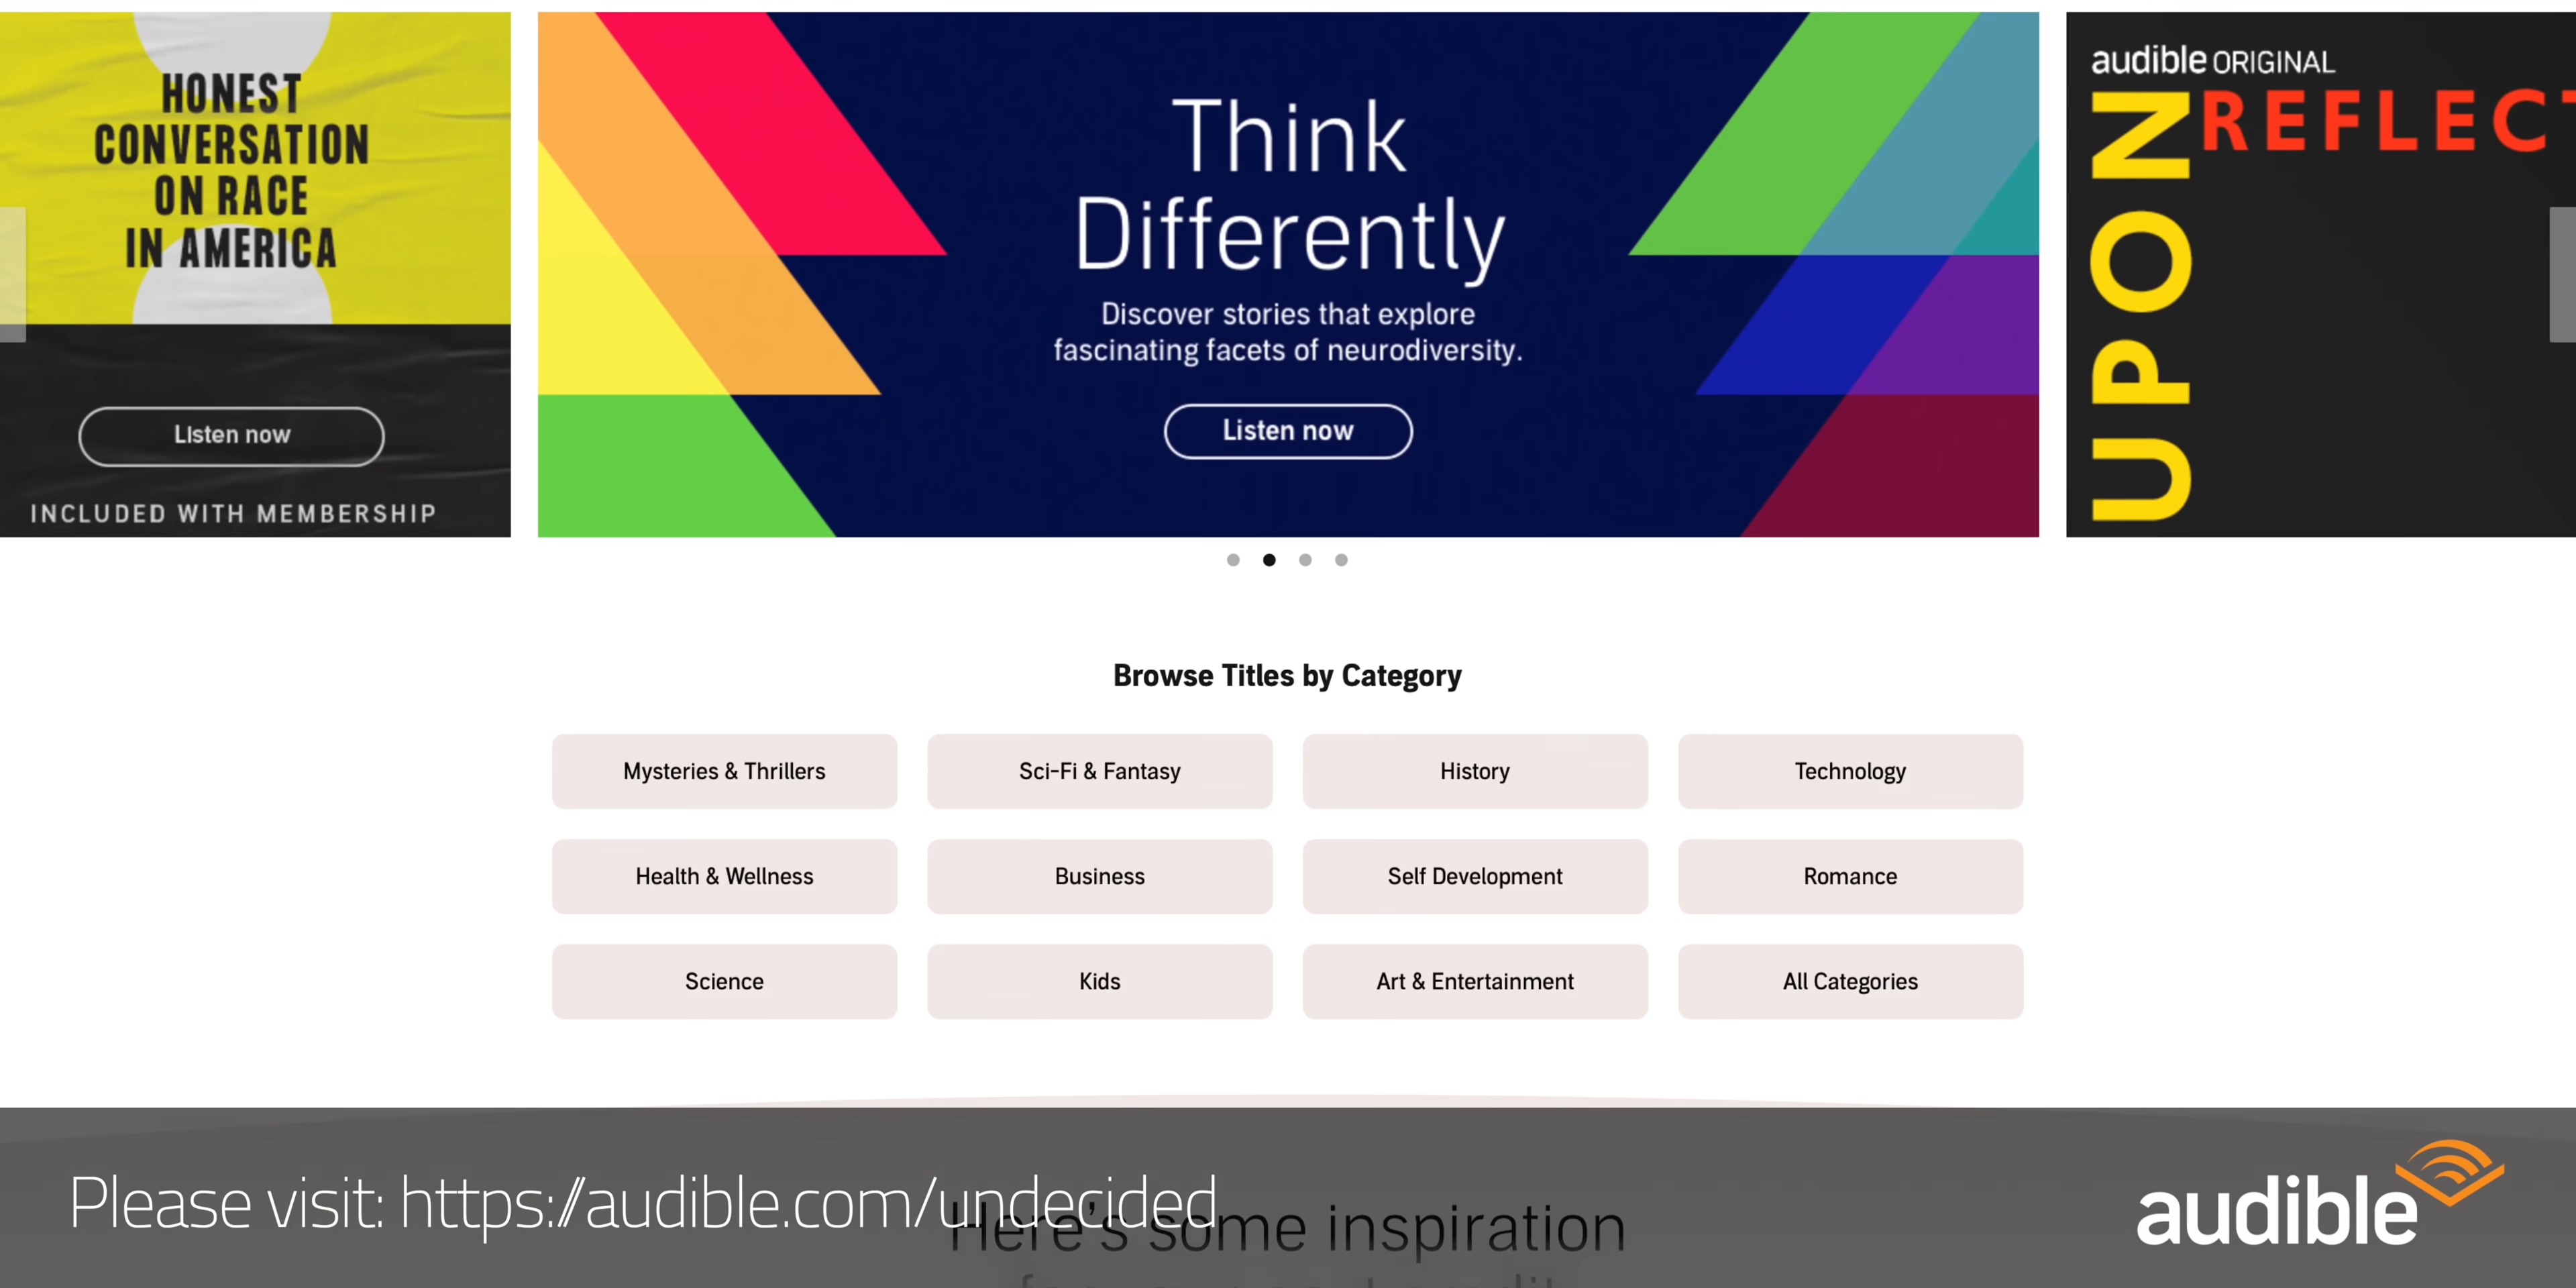 HONEST
CONVERSATION
ON RACE
IN AMERICA
Listen now
INCLUDED WITH MEMBERSHIP
Think
Differently
Discover stories that explore
fascinating facets of neurodiversity.
Listen now
audible ORIGINAL
UPON
REFLEC
Browse Titles by Category
Mysteries & Thrillers
Sci-Fi & Fantasy
History
Technology
Health & Wellness
Business
Self Development
Romance
Science
Kids
Art & Entertainment
All Categories
Please visit: https://audible.com/undecided
Here's some inspiration
audible